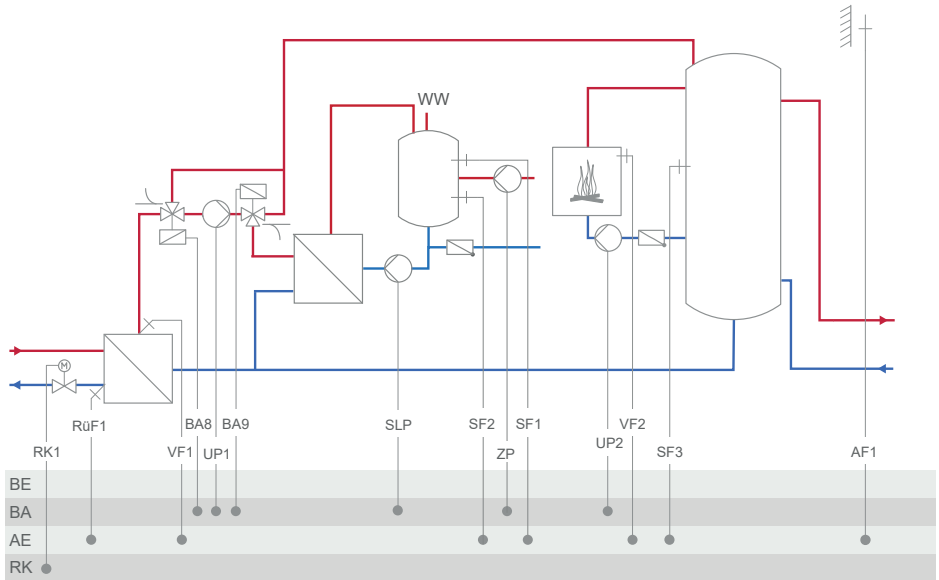 WW
M
RüF1
BA8
BA9
SLP
SF2
SF1
VF2
UP2
RK1
VF1
UP1
ZP
SF3
AF1
BE
BA
AE
RK